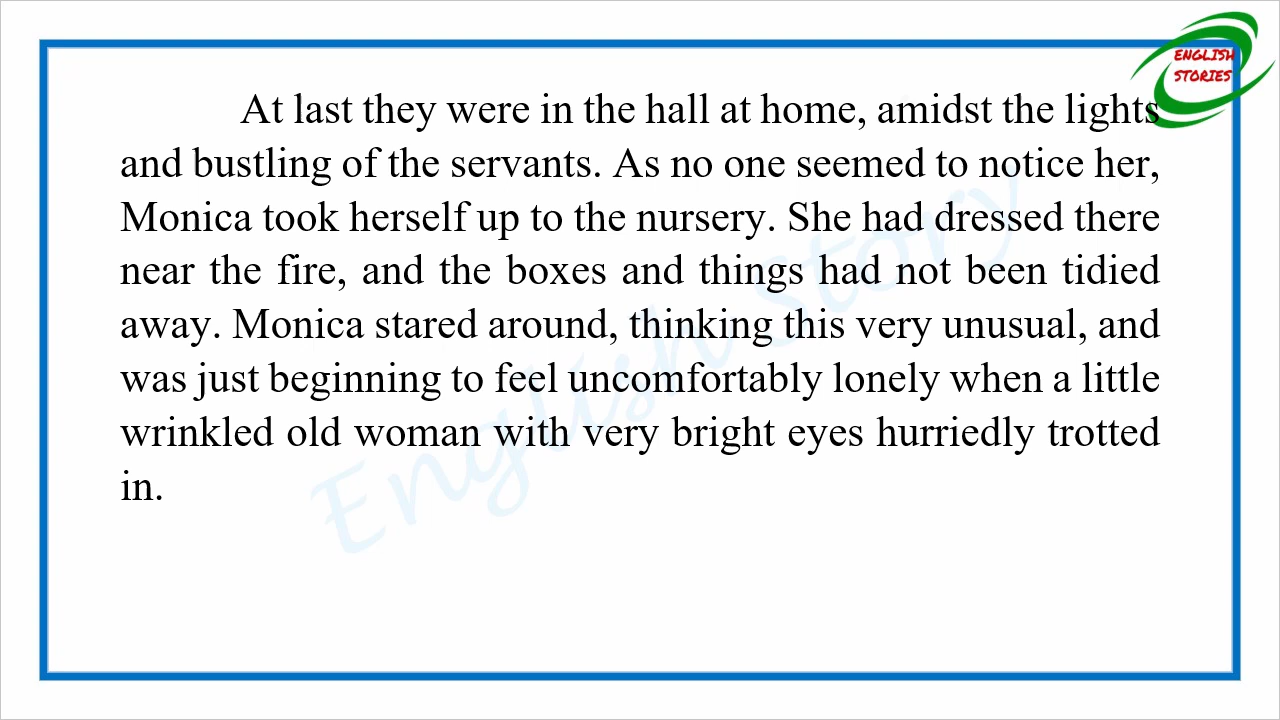 ENGLISH
STORIES
At last they were in the hall at home, amidst the lights
and bustling of the servants. As no one seemed to notice her,
Monica took herself up to the nursery. She had dressed there
near the fire, and the boxes and things had not been tidied
away. Monica stared around, thinking this very unusual, and
was just beginning to feel uncomfortably lonely when a little
wrinkled old woman with very bright eyes hurriedly trotted
in.
English Story